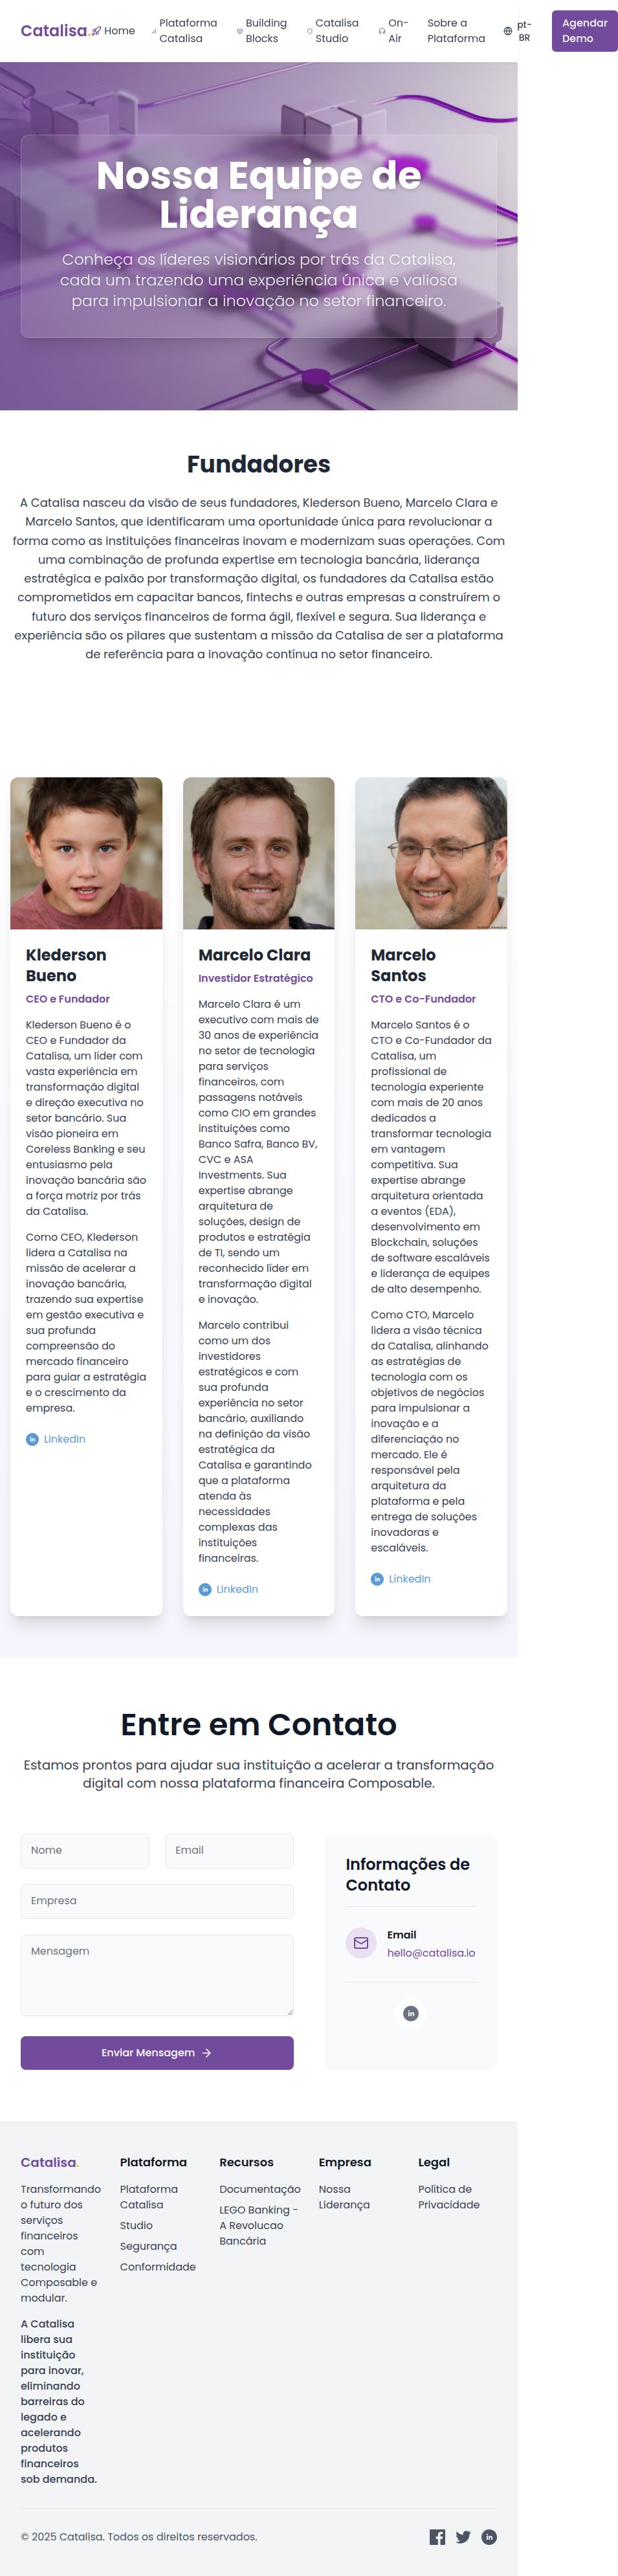 Catalisa.
Home
Plataforma
Catalisa
Building
Blocks
Catalisa
Studio
On-
Air
Sobre a
Plataforma
pt-
BR
Agendar
Demo
Nossa Equipe de
Liderança
Conheça os líderes visionários por trás da Catalisa,
cada um trazendo uma experiência única e valiosa
para impulsionar a inovação no setor financeiro.
Fundadores
A Catalisa nasceu da visão de seus fundadores, Klederson Bueno, Marcelo Clara e
Marcelo Santos, que identificaram uma oportunidade única para revolucionar a
forma como as instituições financeiras inovam e modernizam suas operações. Com
uma combinação de profunda expertise em tecnologia bancária, liderança
estratégica e paixão por transformação digital, os fundadores da Catalisa estão
comprometidos em capacitar bancos, fintechs e outras empresas a construírem o
futuro dos serviços financeiros de forma ágil, flexível e segura. Sua liderança e
experiência são os pilares que sustentam a missão da Catalisa de ser a plataforma
de referência para a inovação contínua no setor financeiro.
Klederson
Bueno
CEO e Fundador
Klederson Bueno é o
CEO e Fundador da
Catalisa, um líder com
vasta experiência em
transformação digital
e direção executiva no
setor bancário. Sua
visão pioneira em
Coreless Banking e seu
entusiasmo pela
inovação bancária são
a força motriz por trás
da Catalisa.
Como CEO, Klederson
lidera a Catalisa na
missão de acelerar a
inovação bancária,
trazendo sua expertise
em gestão executiva e
sua profunda
compreensão do
mercado financeiro
para guiar a estratégia
e o crescimento da
empresa.
LinkedIn
Marcelo Clara
Investidor Estratégico
Marcelo Clara é um
executivo com mais de
30 anos de experiência
no setor de tecnologia
para serviços
financeiros, com
passagens notáveis
como CIO em grandes
instituições como
Banco Safra, Banco BV,
CVC e ASA
Investments. Sua
expertise abrange
arquitetura de
soluções, design de
produtos e estratégia
de TI, sendo um
reconhecido líder em
transformação digital
e inovação.
Marcelo contribui
como um dos
investidores
estratégicos e com
sua profunda
experiência no setor
bancário, auxiliando
na definição da visão
estratégica da
Catalisa e garantindo
que a plataforma
atenda às
necessidades
complexas das
instituições
financeiras.
LinkedIn
Marcelo
Santos
CTO e Co-Fundador
Marcelo Santos é o
CTO e Co-Fundador da
Catalisa, um
profissional de
tecnologia experiente
com mais de 20 anos
dedicados a
transformar tecnologia
em vantagem
competitiva. Sua
expertise abrange
arquitetura orientada
a eventos (EDA),
desenvolvimento em
Blockchain, soluções
de software escaláveis
e liderança de equipes
de alto desempenho.
Como CTO, Marcelo
lidera a visão técnica
da Catalisa, alinhando
as estratégias de
tecnologia com os
objetivos de negócios
para impulsionar a
inovação e a
diferenciação no
mercado. Ele é
responsável pela
arquitetura da
plataforma e pela
entrega de soluções
inovadoras e
escaláveis.
LinkedIn
Entre em Contato
Estamos prontos para ajudar sua instituição a acelerar a transformação
digital com nossa plataforma financeira Composable.
Nome
Email
Empresa
Mensagem
Enviar Mensagem
Informações de
Contato
Email
hello@catalisa.io
Catalisa.
Transformando
o futuro dos
serviços
financeiros
com
tecnologia
Composable e
modular.
A Catalisa
libera sua
instituição
para inovar,
eliminando
barreiras do
legado e
acelerando
produtos
financeiros
sob demanda.
Plataforma
Plataforma
Catalisa
Studio
Segurança
Conformidade
Recursos
Documentação
LEGO Banking -
A Revolucao
Bancária
Empresa
Nossa
Liderança
Legal
Política de
Privacidade
© 2025 Catalisa. Todos os direitos reservados.